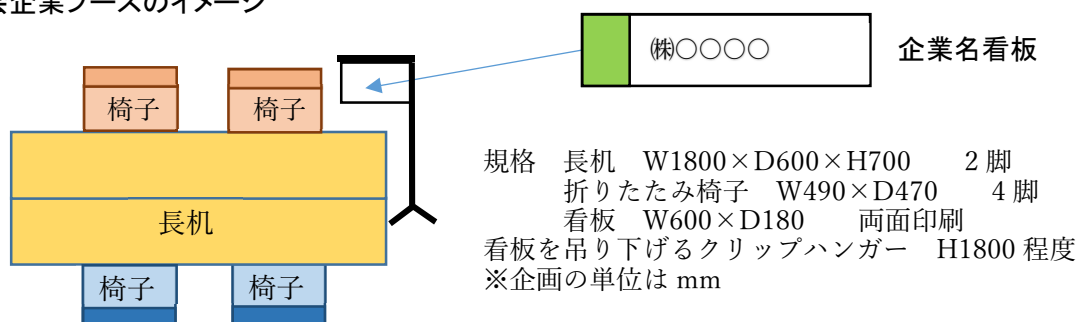 企業ブースのイメージ
㈱○○○○
企業名看板
椅子 椅子
長机
椅子 椅子
規格 長机 W1800×D600×H700 2脚
折りたたみ椅子 W490×D470 4脚
看板 W600×D180 両面印刷
看板を吊り下げるクリップハンガー H1800程度
※企画の単位は mm